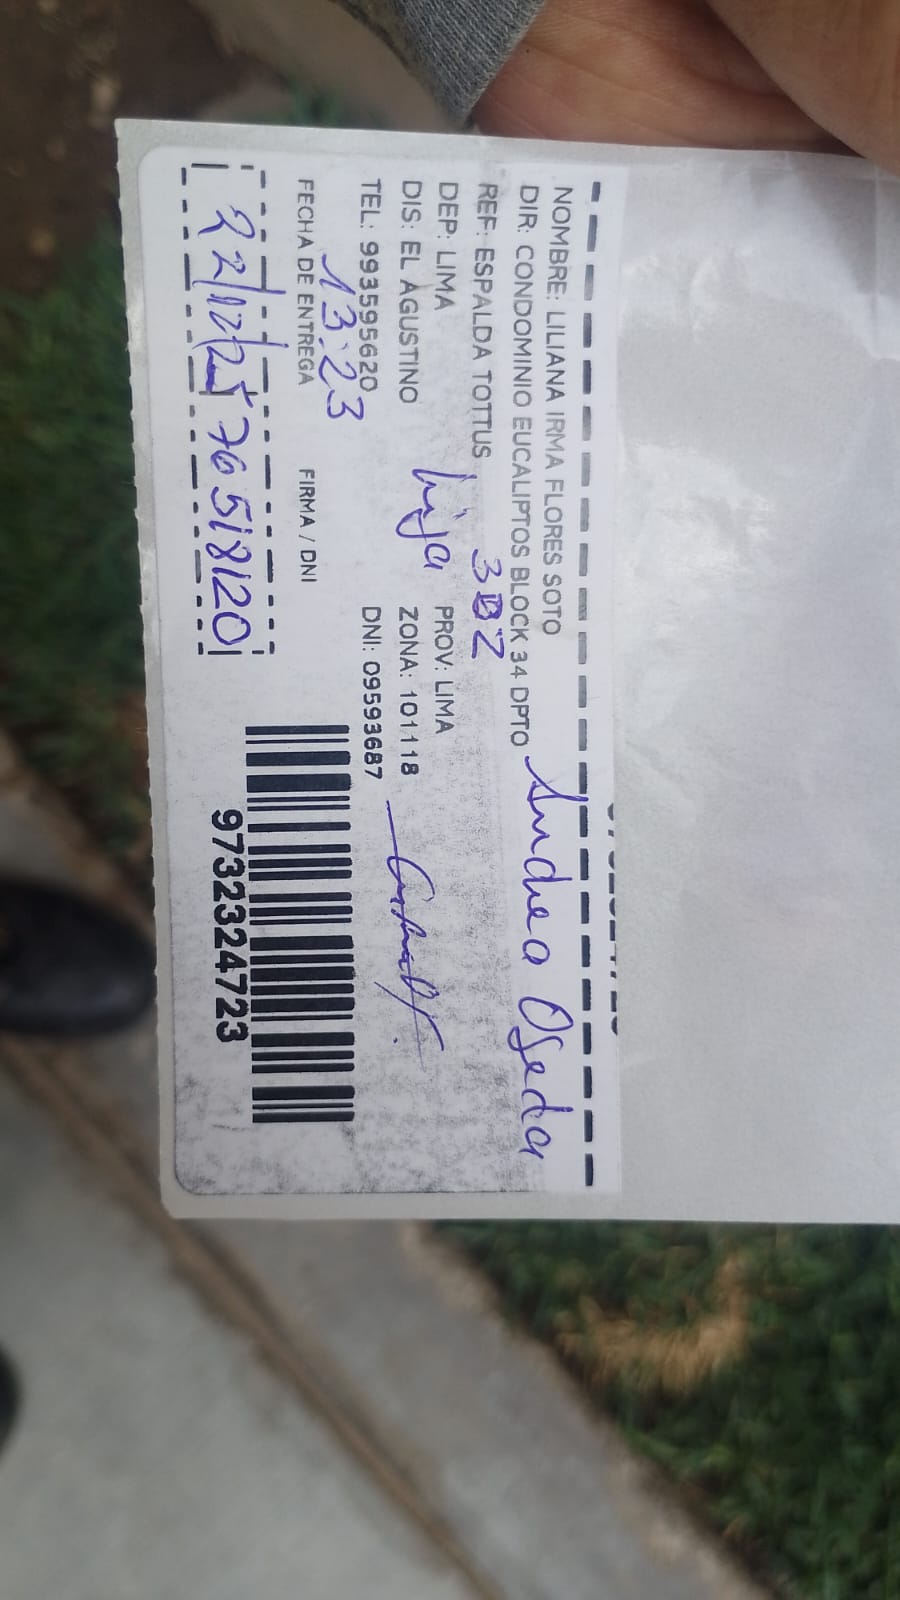 NOMBRE: LILIANA IRMA FLORES SOTO
DIR: CONDOMINIO EUCALIPTOS BLOCK 34 DPTO
Andrea Ojeda
REF: ESPALDA TOTTUS
302
DEP: LIMA PROV: LIMA
DIS: EL AGUSTINO hija ZONA: 101118
TEL: 993595620 DNI: 09593687
13:23
FECHA DE ENTREGA FIRMA / DNI
22/12/25 76518120
9732324723